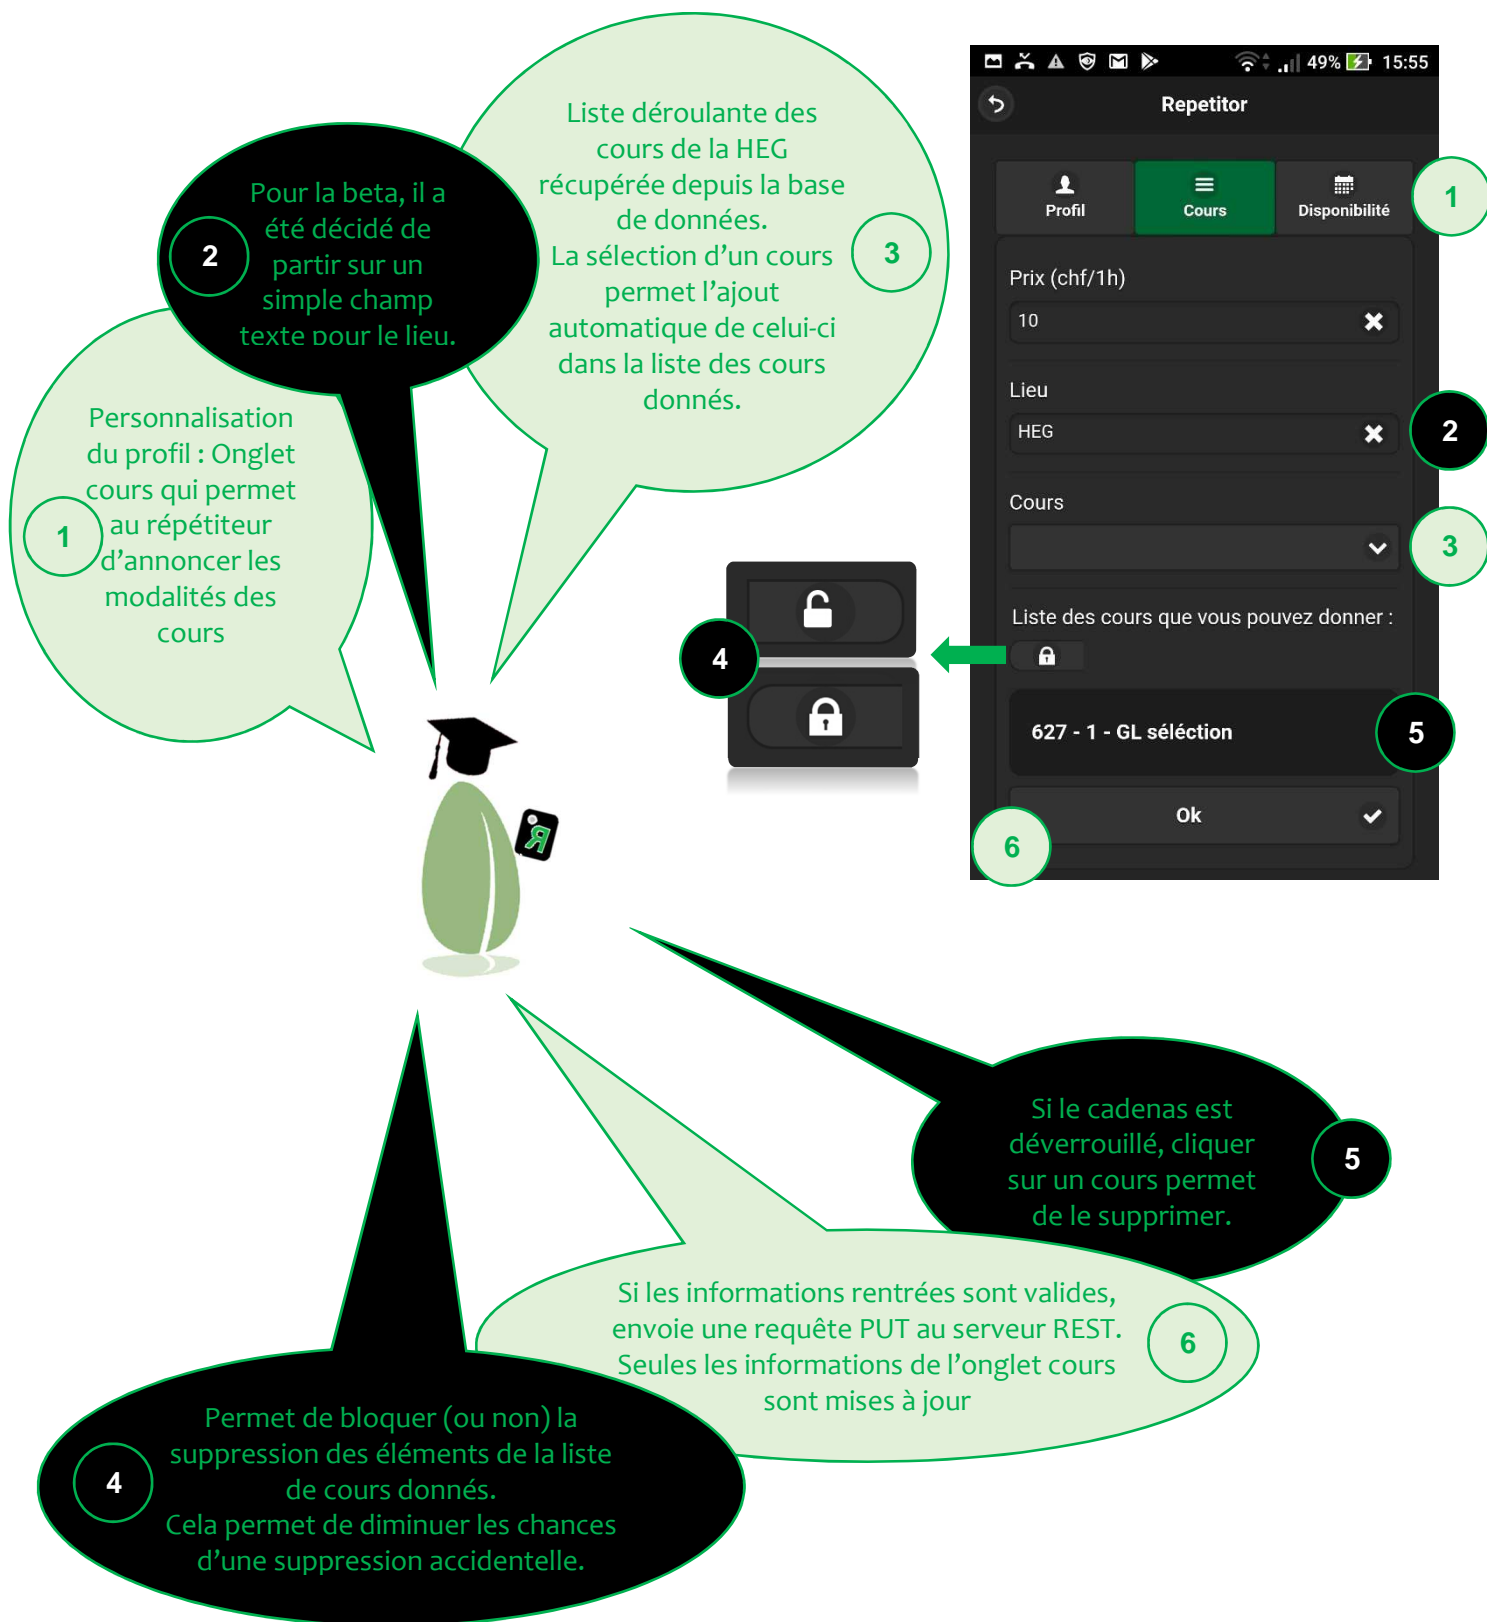 Pour la beta, il a
été décidé de
partir sur un
simple champ
texte pour le lieu.
2
Liste déroulante des
cours de la HEG
récupérée depuis la base
de données.
La sélection d’un cours
permet l’ajout
automatique de celui-ci
dans la liste des cours
donnés.
3
Personnalisation
du profil : Onglet
cours qui permet
au répétiteur
d’annoncer les
modalités des
cours
1
49% 15:55
Repetitor
Profil
Cours
Disponibilité
1
Prix (chf/1h)
10
Lieu
HEG
2
Cours
3
Liste des cours que vous pouvez donner :
4
627 - 1 - GL séléction
5
Ok
6
R
Si le cadenas est
déverrouillé, cliquer
sur un cours permet
de le supprimer.
5
Si les informations rentrées sont valides,
envoie une requête PUT au serveur REST.
Seules les informations de l’onglet cours
sont mises à jour
6
Permet de bloquer (ou non) la
suppression des éléments de la liste
de cours donnés.
Cela permet de diminuer les chances
d’une suppression accidentelle.
4